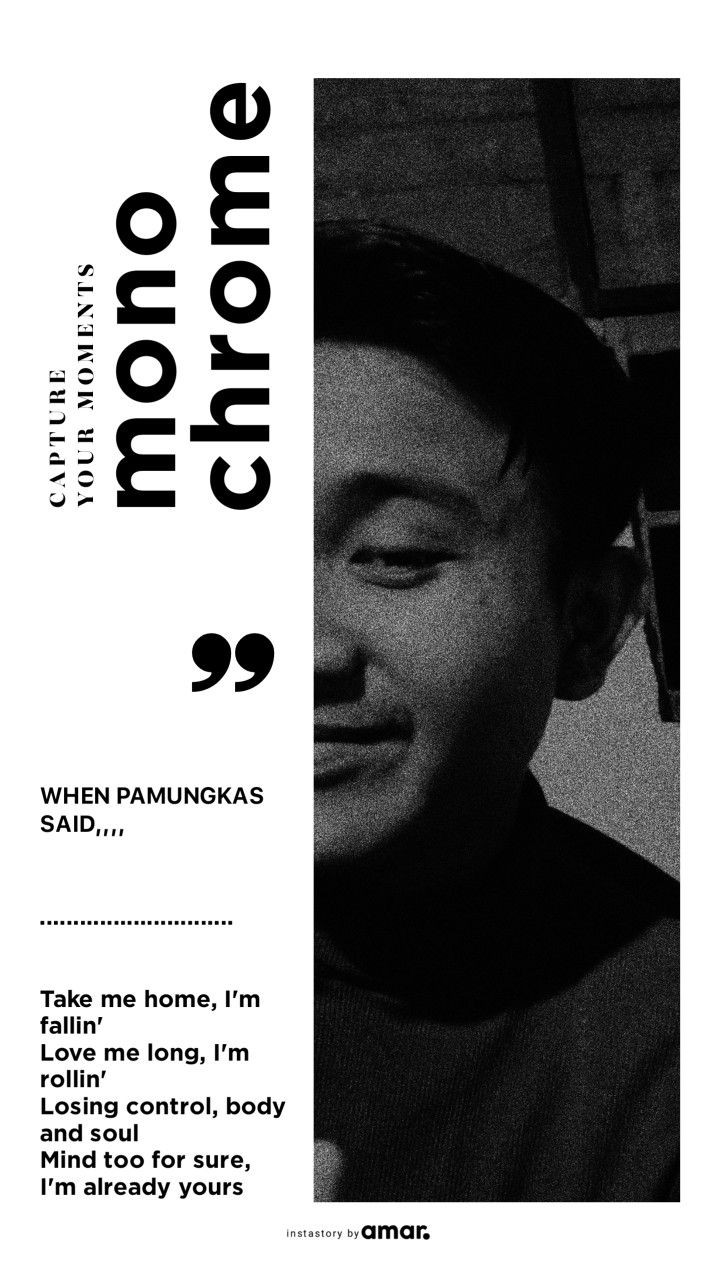 CAPTURE
YOUR MOMENTS
mono
chrome
”
WHEN PAMUNGKAS
SAID,,,,
.............................
Take me home, I'm
fallin'
Love me long, I'm
rollin'
Losing control, body
and soul
Mind too for sure,
I'm already yours
instastory by amar.